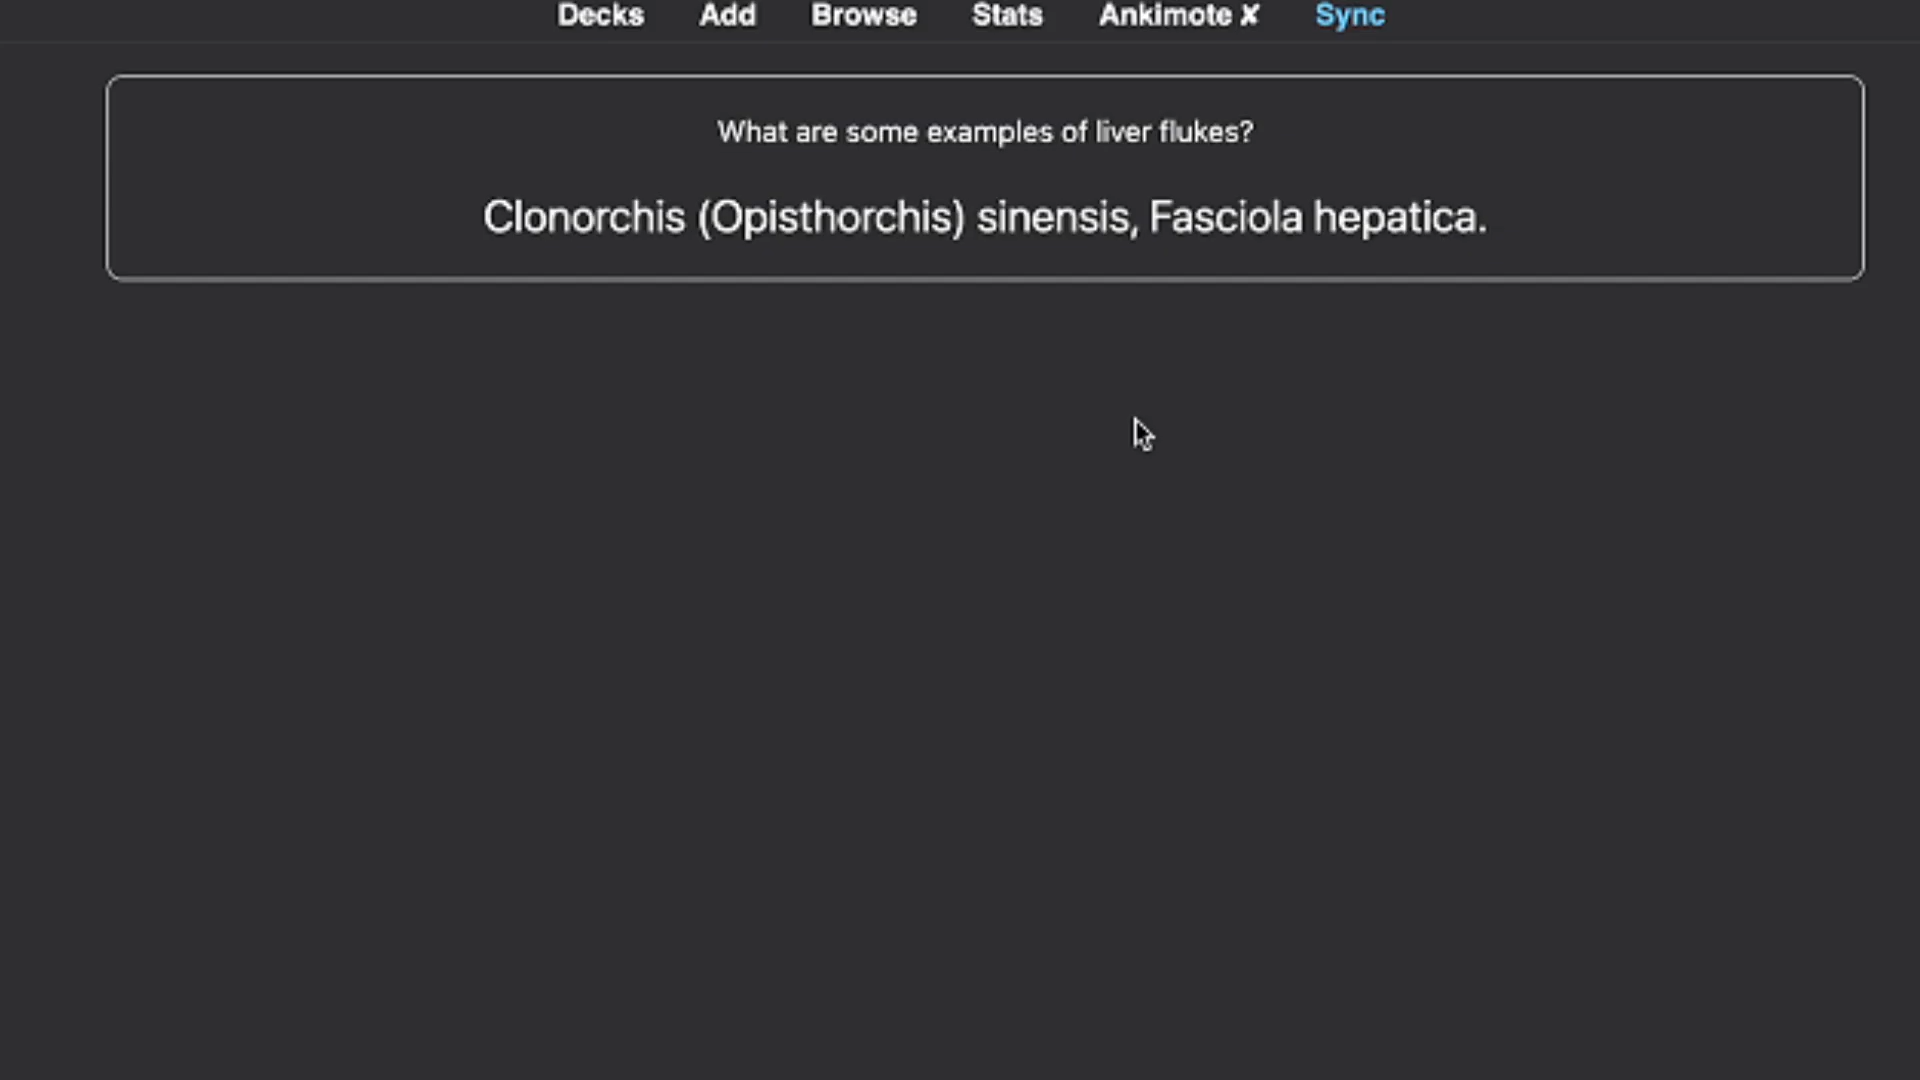 Decks Add Browse Stats Ankimote ✘ Sync
What are some examples of liver flukes?
Clonorchis (Opisthorchis) sinensis, Fasciola hepatica.